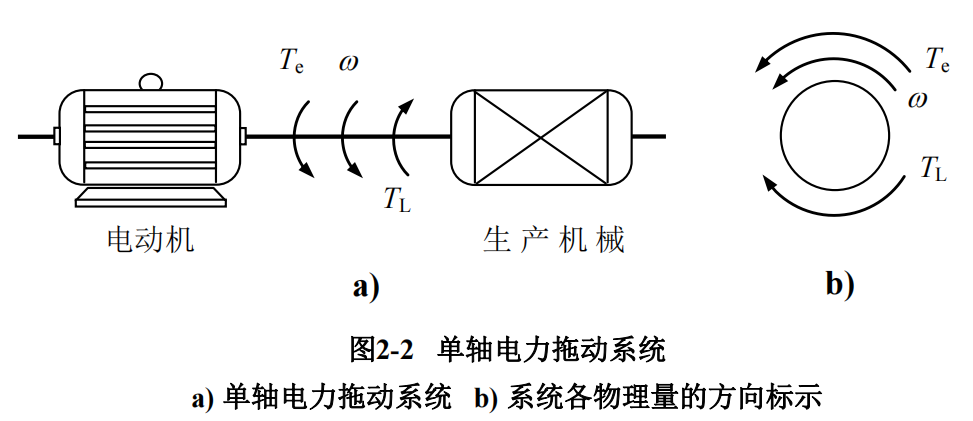 Te ω Te
ω
TL TL
电动机 生产机械
a) b)
图2-2 单轴电力拖动系统
a) 单轴电力拖动系统 b) 系统各物理量的方向标示